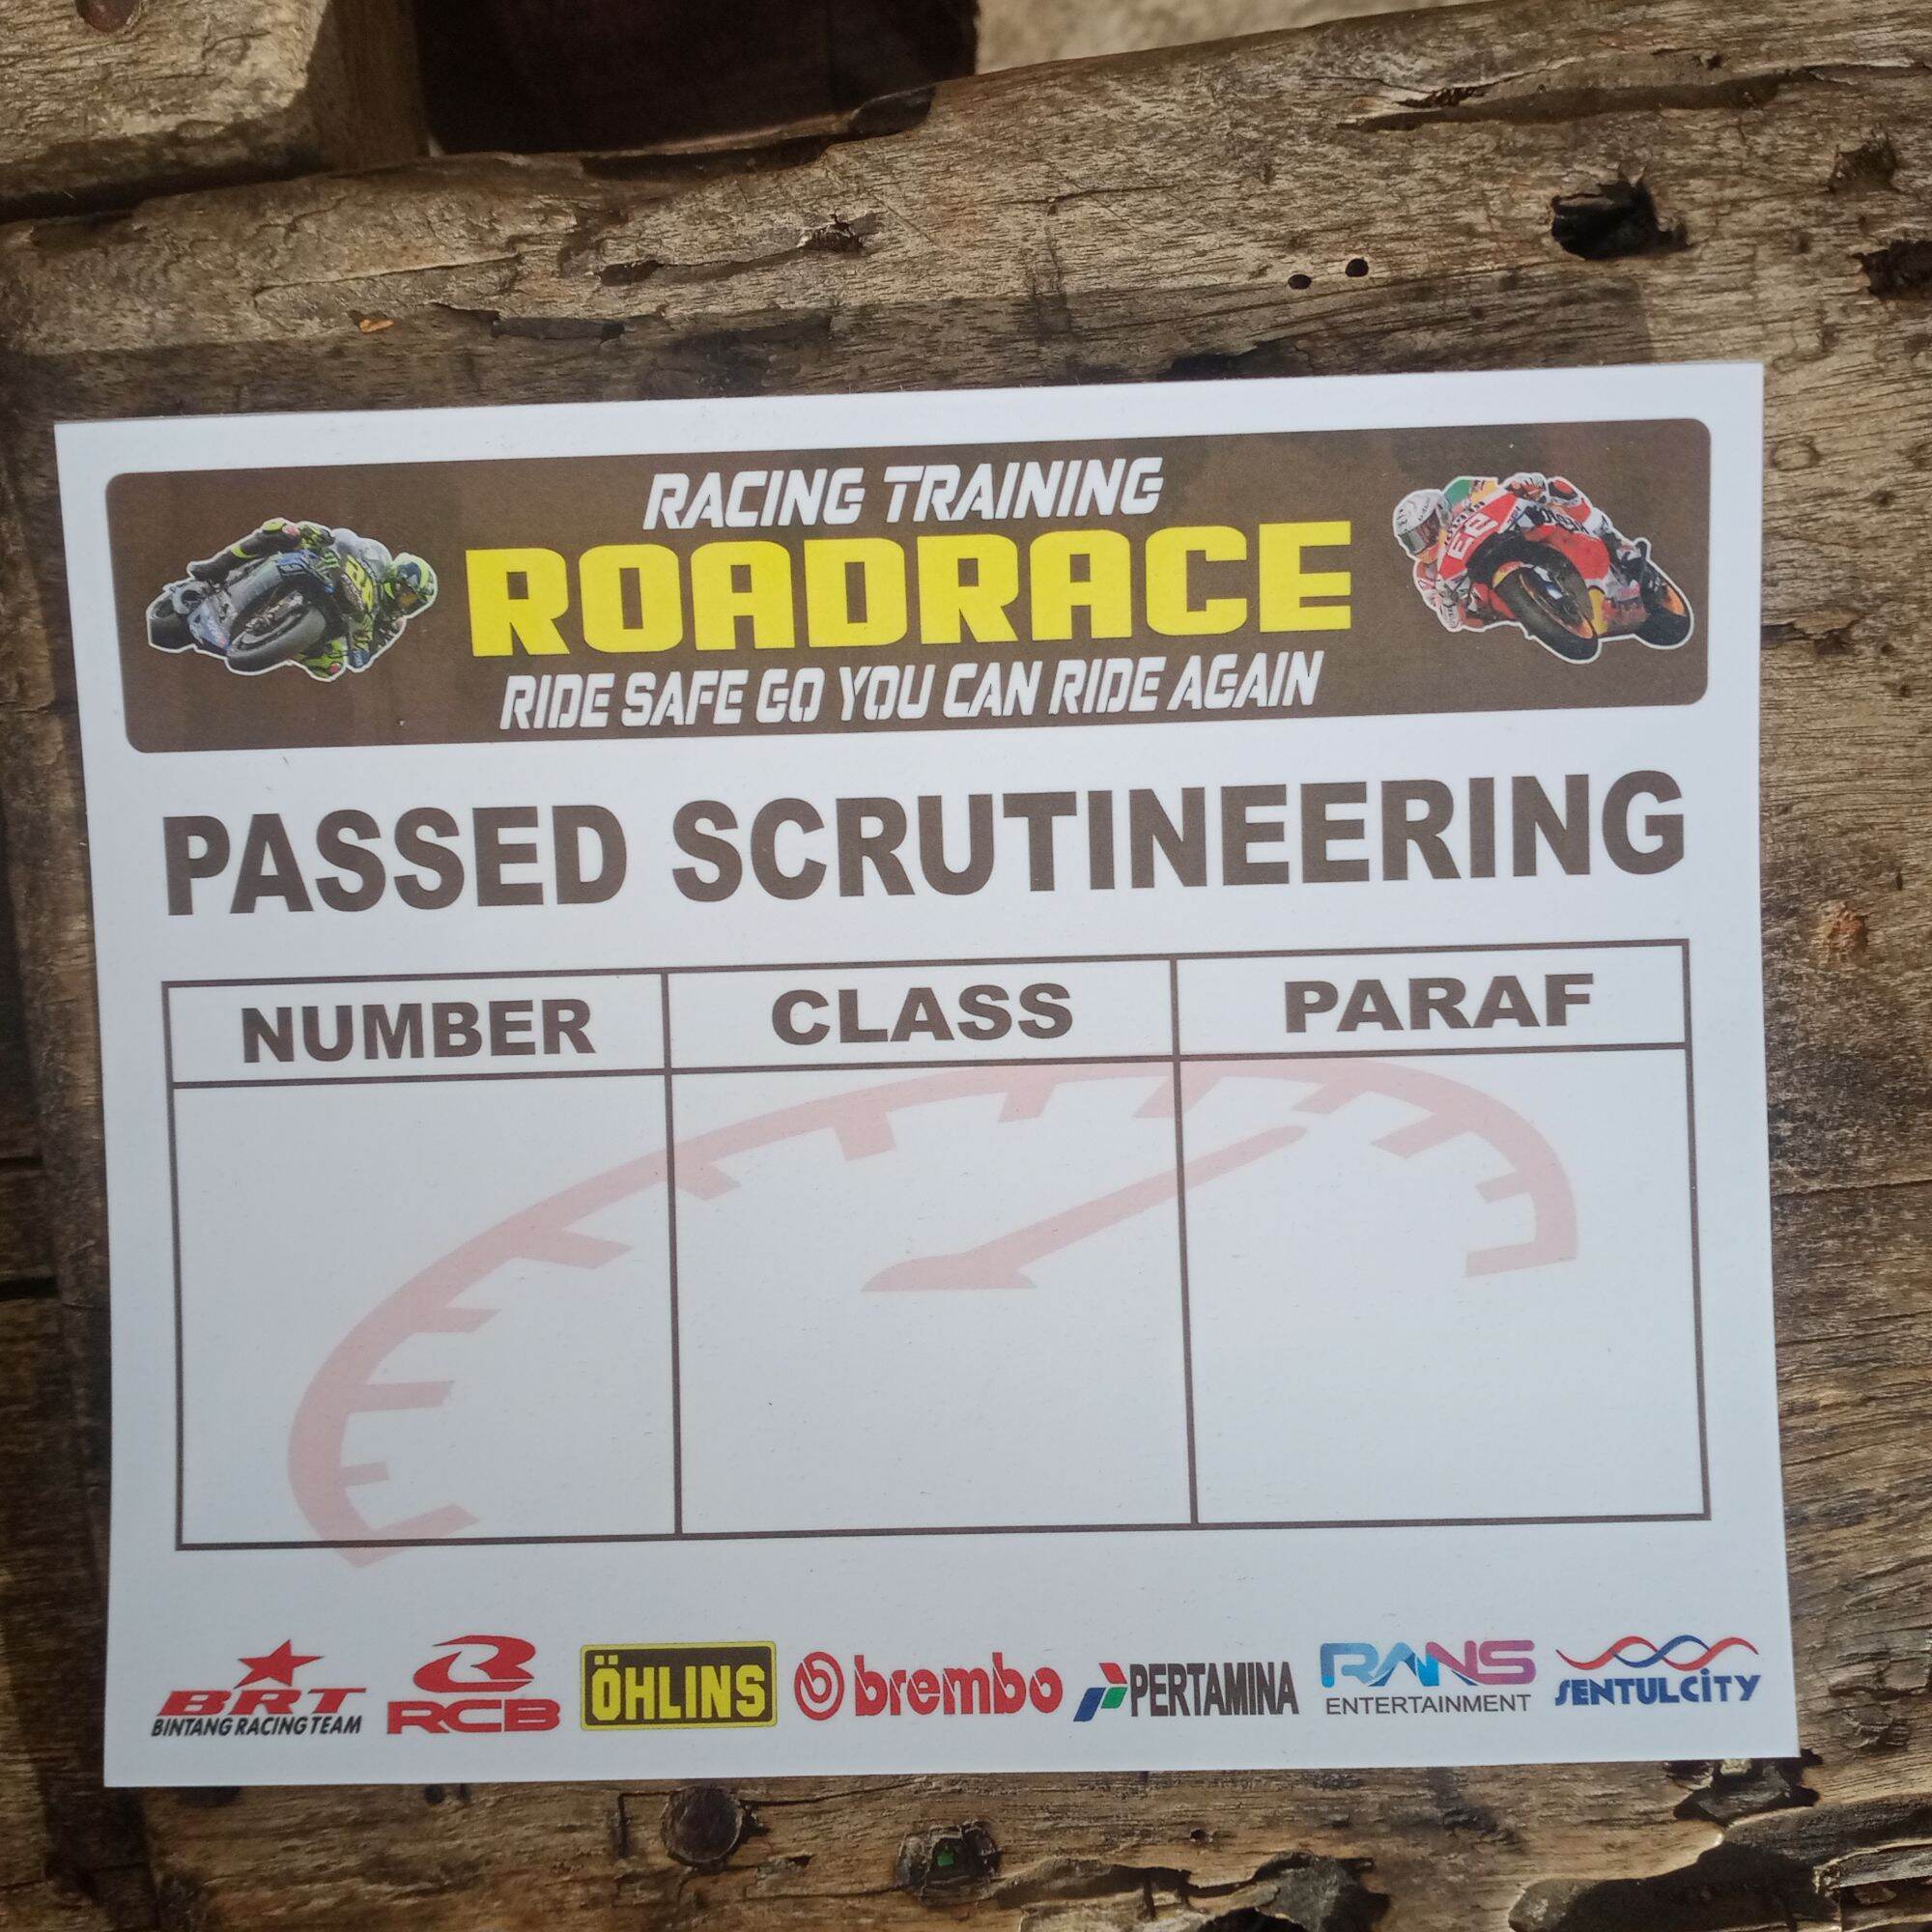 RACING TRAINING
ROADRACE
RIDE SAFE GO YOU CAN RIDE AGAIN
93
PASSED SCRUTINEERING
NUMBER CLASS PARAF
BRT
BINTANG RACING TEAM
RCB
ÖHLINS
brembo
PERTAMINA
RANS
ENTERTAINMENT
SENTULCITY